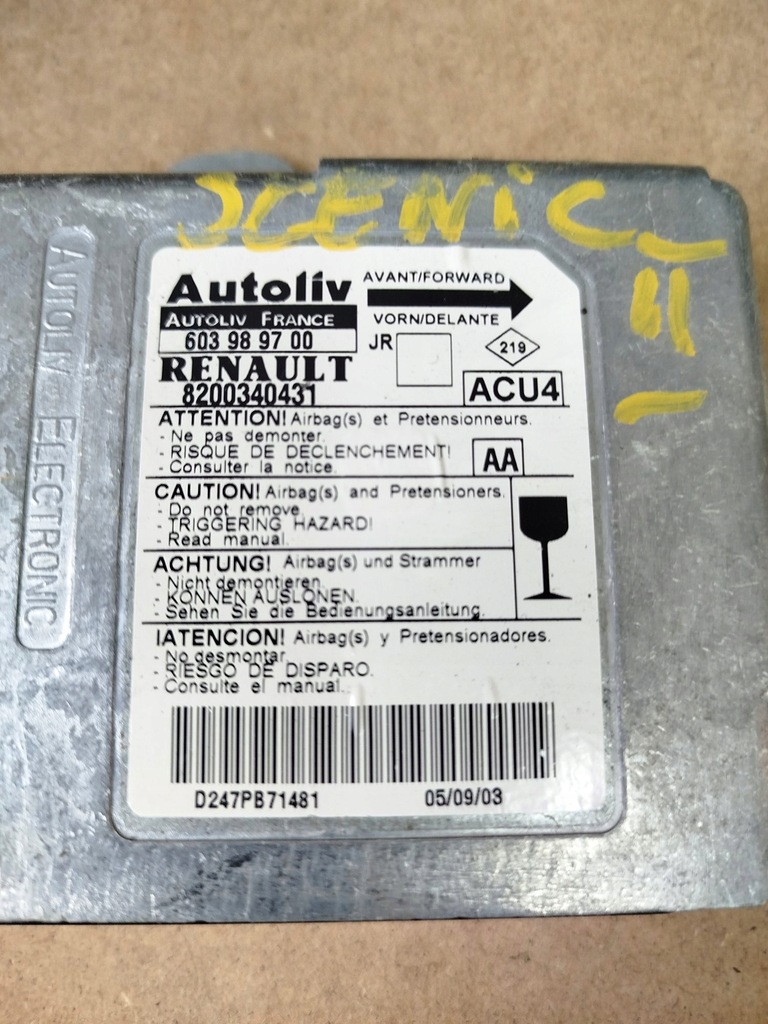 SCENIC
II
AUTOLIV ELECTRONIC
Autoliv
AUTOLIV FRANCE
603 98 97 00
RENAULT
8200340431
AVANT/FORWARD
VORN/DELANTE
JR
219
ACU4
ATTENTION! Airbag(s) et Pretensionneurs.
- Ne pas demonter.
- RISQUE DE DECLENCHEMENT!
- Consulter la notice.
AA
CAUTION! Airbag(s) and Pretensioners.
- Do not remove.
- TRIGGERING HAZARD!
- Read manual.
ACHTUNG! Airbag(s) und Strammer
- Nicht demontieren.
- KONNEN AUSLONEN.
- Sehen Sie die Bedienungsanleitung.
IATENCION! Airbag(s) y Pretensionadores.
- No desmontar.
- RIESGO DE DISPARO.
- Consulte el manual.
D247PB71481 05/09/03